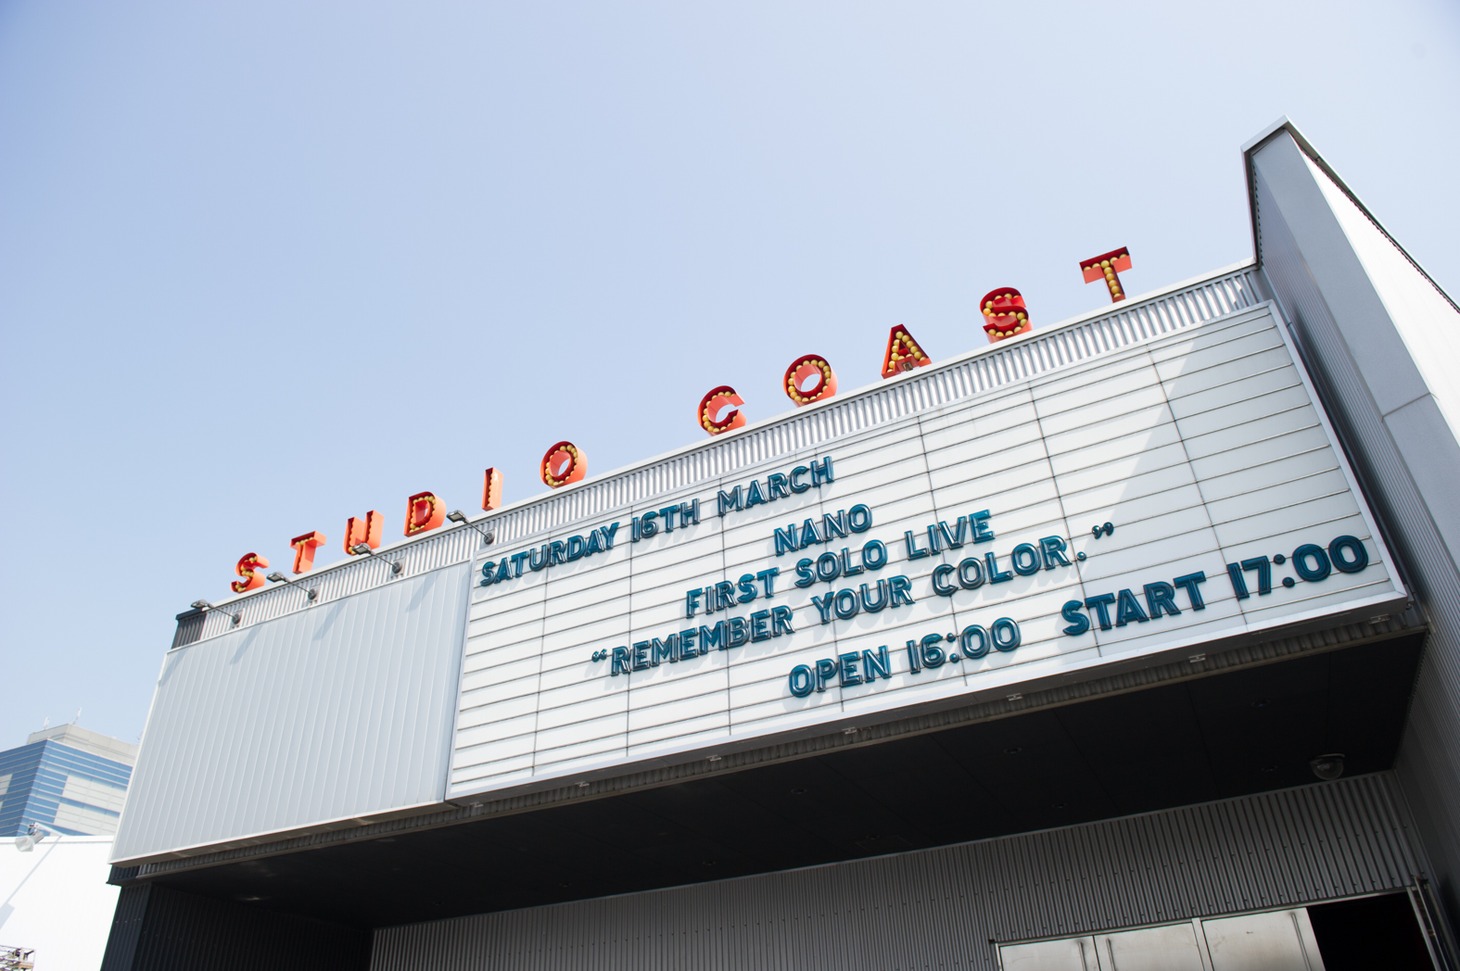 STUDIO COAST
SATURDAY 16TH MARCH
NANO
FIRST SOLO LIVE
“REMEMBER YOUR COLOR.”
OPEN 16:00 START 17:00